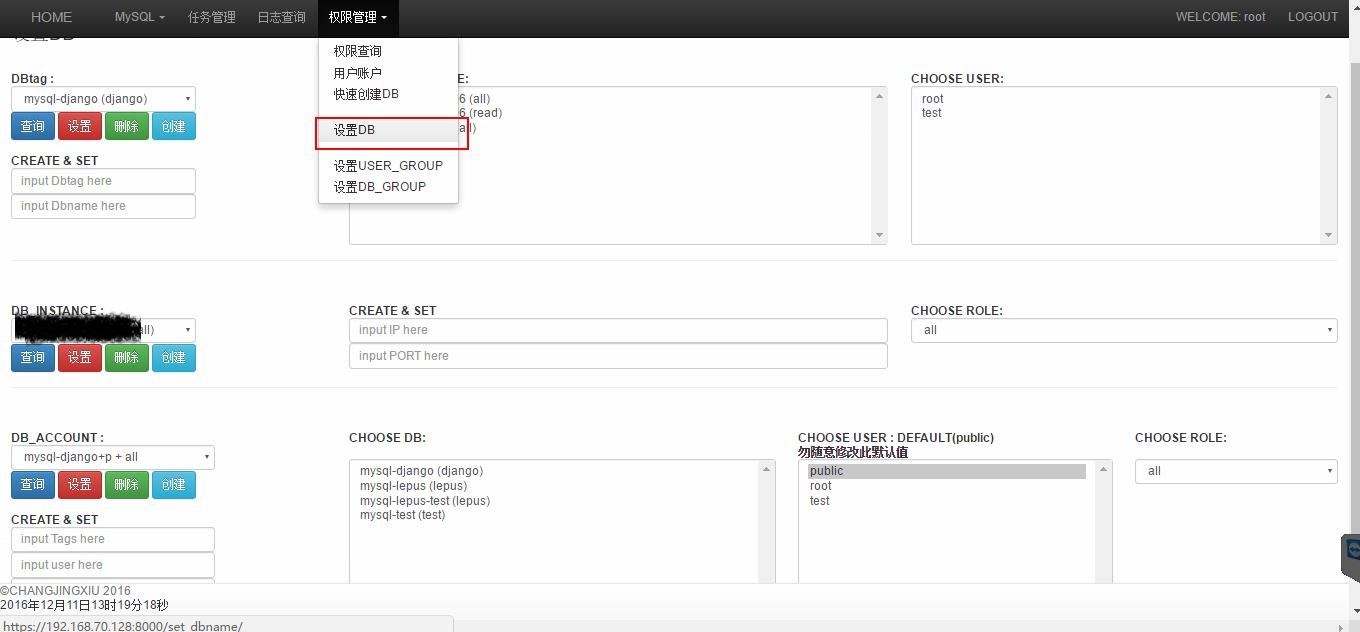 HOME MySQL 任务管理 日志查询 权限管理 WELCOME: root LOGOUT
权限查询
用户账户
快速创建DB
设置DB
设置USER_GROUP
设置DB_GROUP
设置DB
DBtag :
mysql-django (django)
查询 设置 删除 创建
CREATE & SET
input Dbtag here
input Dbname here
E:
6 (all)
6 (read)
all)
CHOOSE USER:
root
test
DB_INSTANCE :
all)
查询 设置 删除 创建
CREATE & SET
input IP here
input PORT here
CHOOSE ROLE:
all
DB_ACCOUNT :
mysql-django+p + all
查询 设置 删除 创建
CREATE & SET
input Tags here
input user here
CHOOSE DB:
mysql-django (django)
mysql-lepus (lepus)
mysql-lepus-test (lepus)
mysql-test (test)
CHOOSE USER : DEFAULT(public)
勿随意修改此默认值
public
root
test
CHOOSE ROLE:
all
©CHANGJINGXIU 2016
2016年12月11日13时19分18秒
https://192.168.70.128:8000/set_dbname/